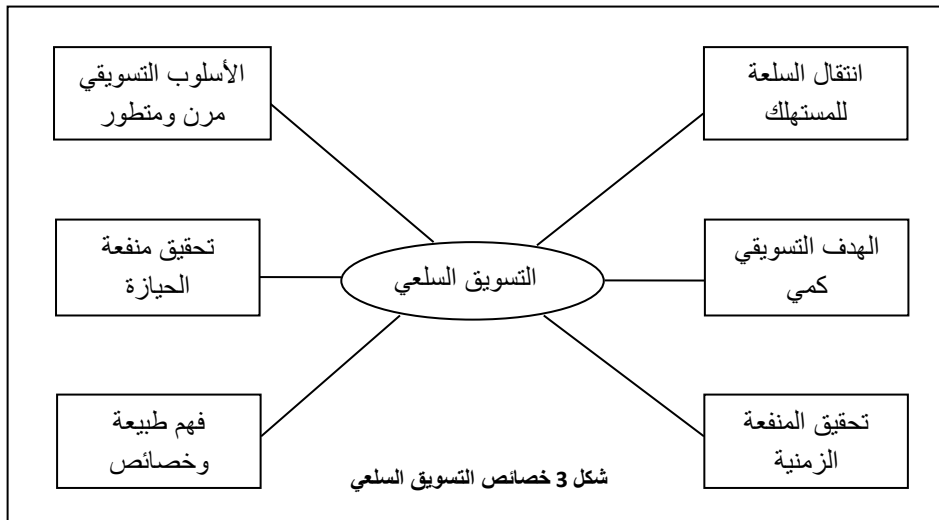 انتقال السلعة
للمستهلك
الأسلوب التسويقي
مرن ومتطور
الهدف التسويقي
كمي
التسويق السلعي
تحقيق منفعة
الحيازة
تحقيق المنفعة
الزمنية
فهم طبيعة
وخصائص
شكل 3 خصائص التسويق السلعي